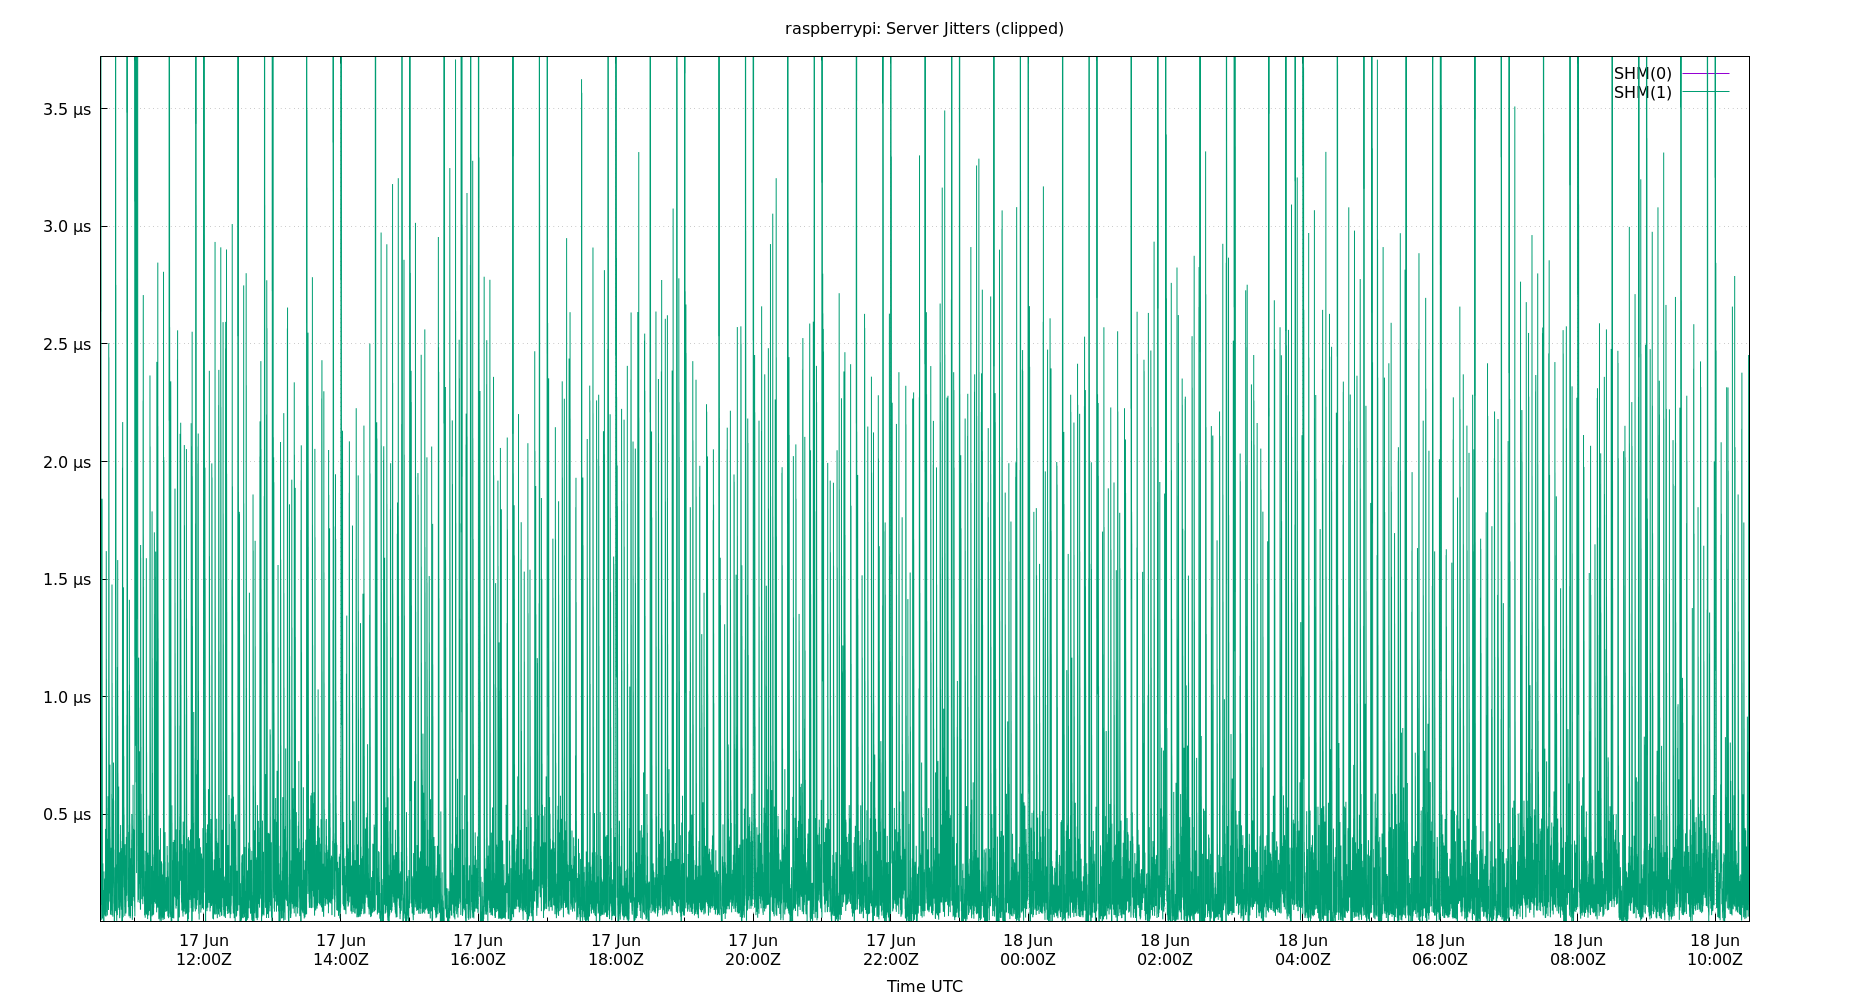 raspberrypi: Server Jitters (clipped)
SHM(0)
SHM(1)
3.5 µs
3.0 µs
2.5 µs
2.0 µs
1.5 µs
1.0 µs
0.5 µs
17 Jun 17 Jun 17 Jun 17 Jun 17 Jun 17 Jun 18 Jun 18 Jun 18 Jun 18 Jun 18 Jun 18 Jun
12:00Z 14:00Z 16:00Z 18:00Z 20:00Z 22:00Z 00:00Z 02:00Z 04:00Z 06:00Z 08:00Z 10:00Z
Time UTC